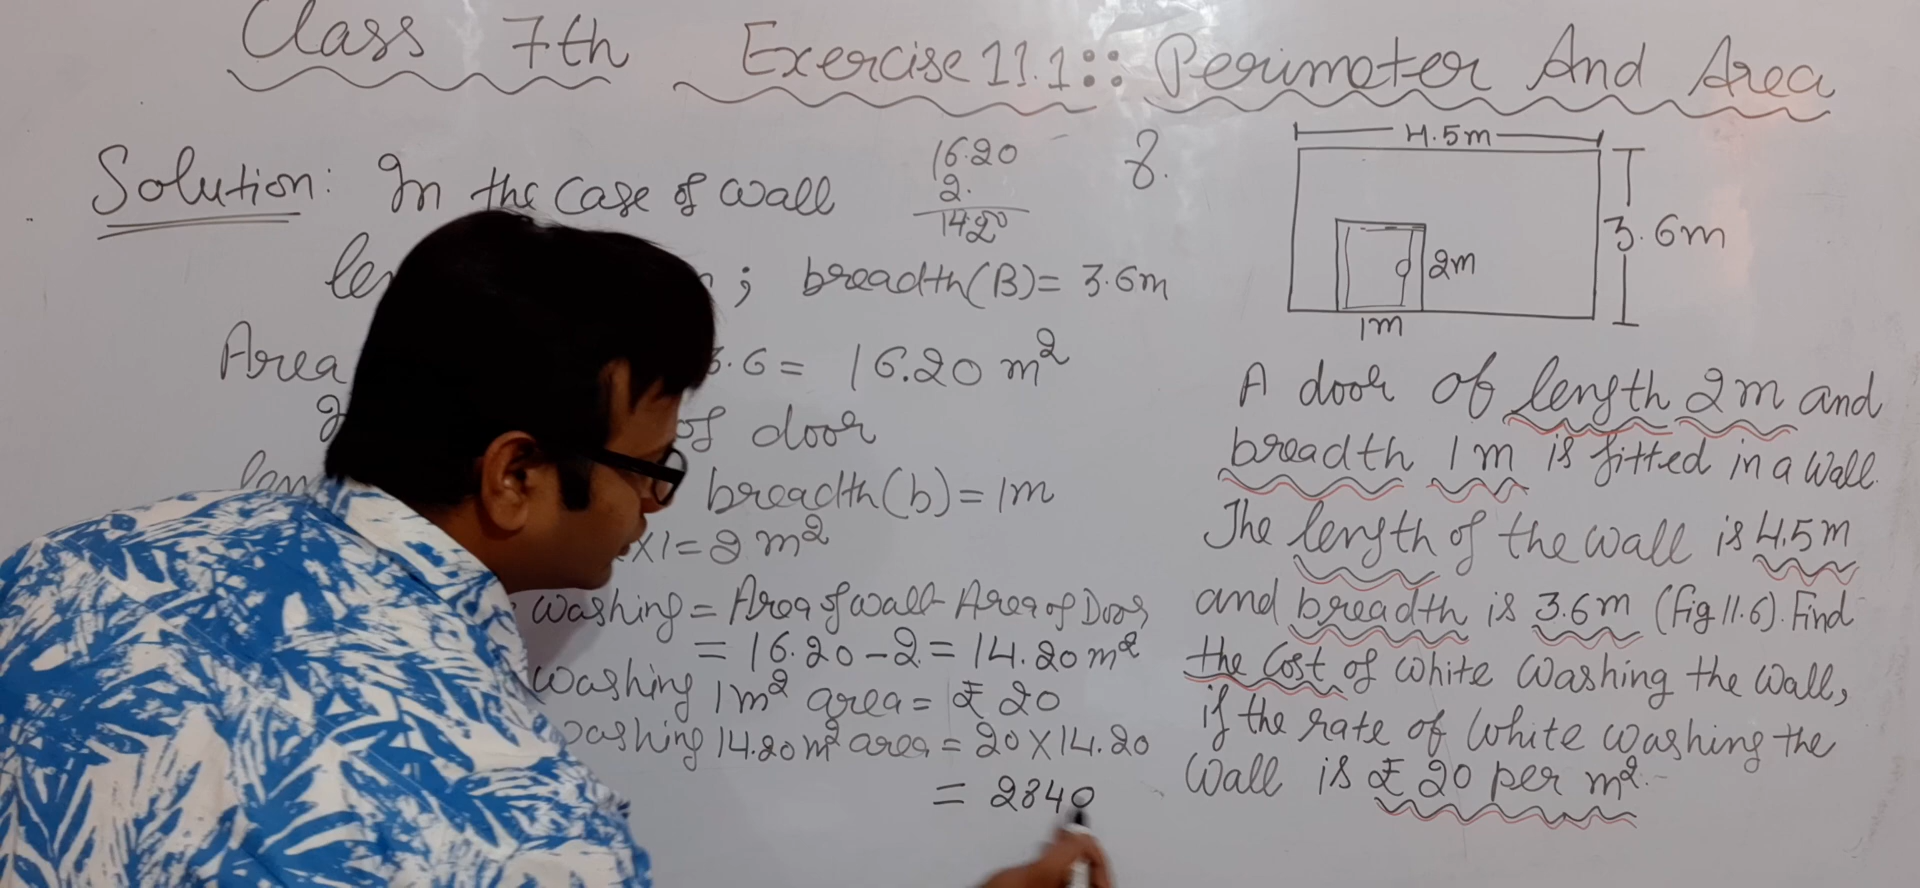 Class 7th Exercise 11.1:: Perimeter And Area
Solution: In the case of wall
16.20
2.
14.20
; breadth(B) = 3.6m
Area 3.6 = 16.20 m²
of door
breadth(b) = 1m
×1 = 2 m²
washing = Area of wall - Area of Door
= 16.20 - 2 = 14.20 m²
washing 1m² area = ₹ 20
washing 14.20m² area = 20 × 14.20
= 2840
8.
4.5m
3.6m
2m
1m
A door of length 2m and
breadth 1m is fitted in a wall.
The length of the wall is 4.5m
and breadth is 3.6m (fig 11.6). Find
the cost of white washing the wall,
if the rate of white washing the
wall is ₹ 20 per m².